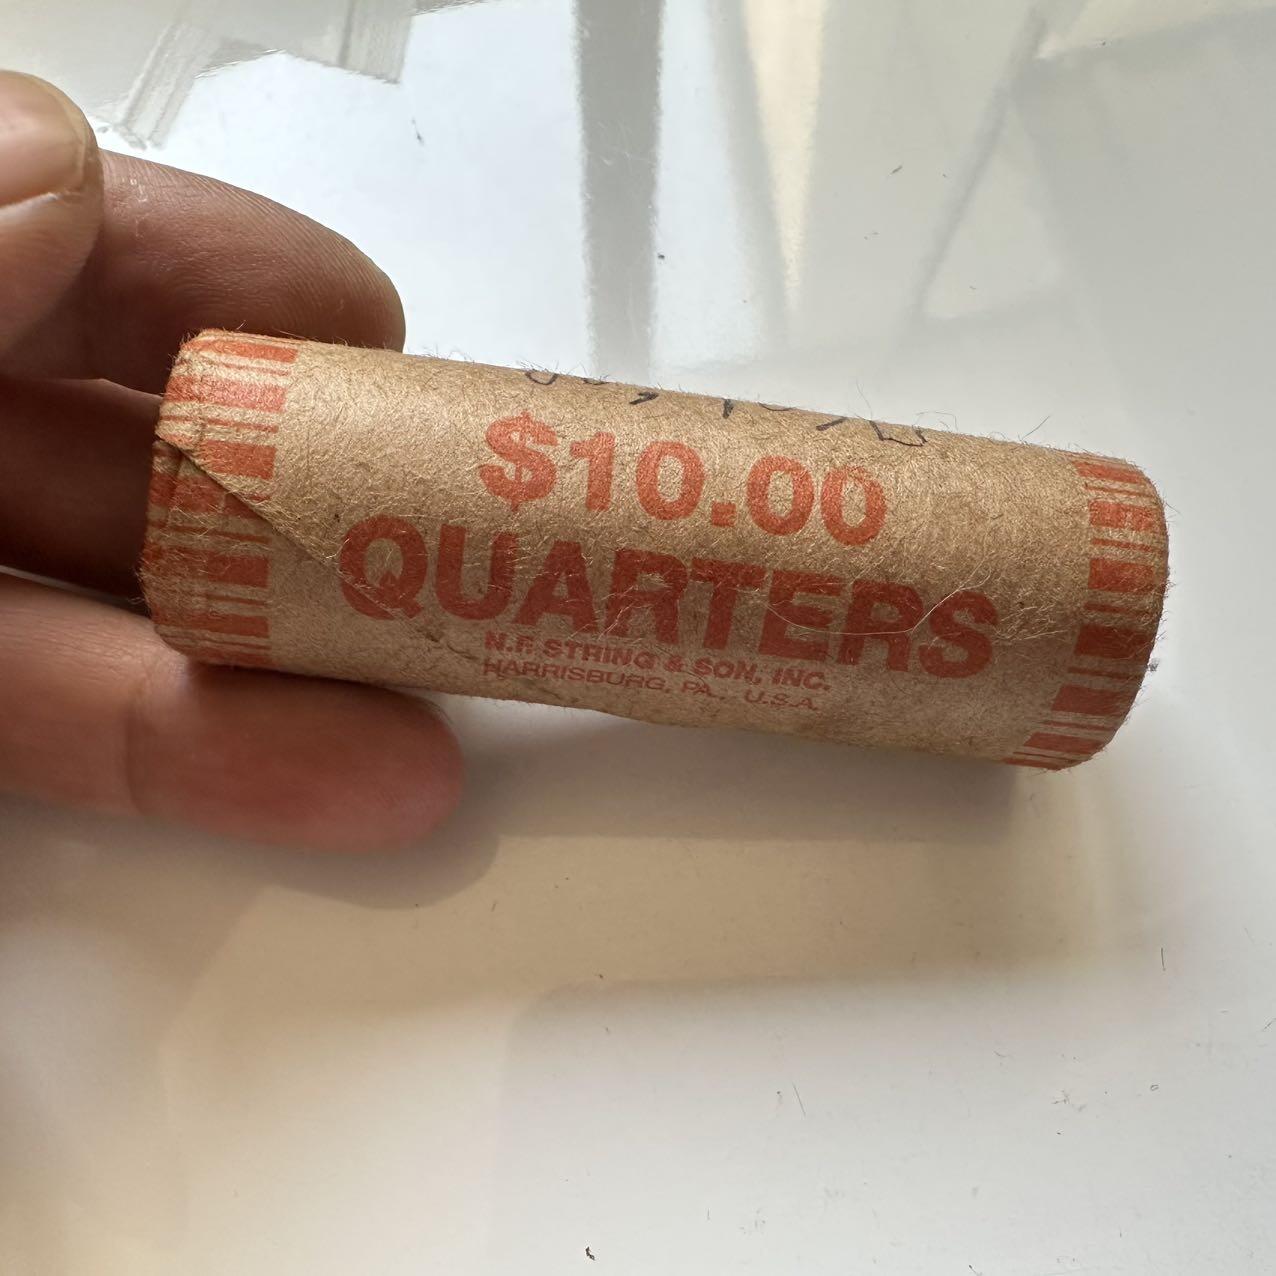 $10.00
QUARTERS
N.F. STRING & SON, INC.
HARRISBURG, PA., U.S.A.